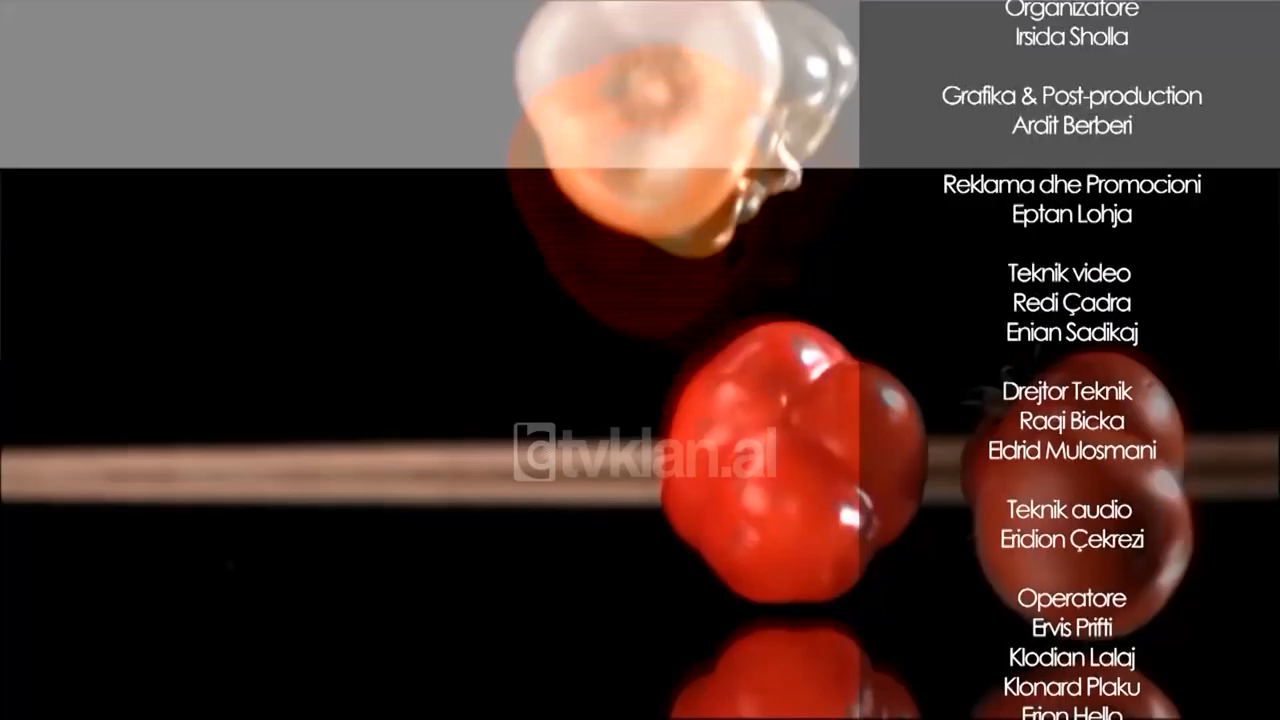 Organizatore
Irsida Sholla
Grafika & Post-production
Ardit Berberi
Reklama dhe Promocioni
Eptan Lohja
Teknik video
Redi Çadra
Enian Sadikaj
Drejtor Teknik
Raqi Bicka
Eldrid Mulosmani
tvklan.al
Teknik audio
Eridion Çekrezi
Operatore
Ervis Prifti
Klodian Lalaj
Klonard Plaku
Erion Hello